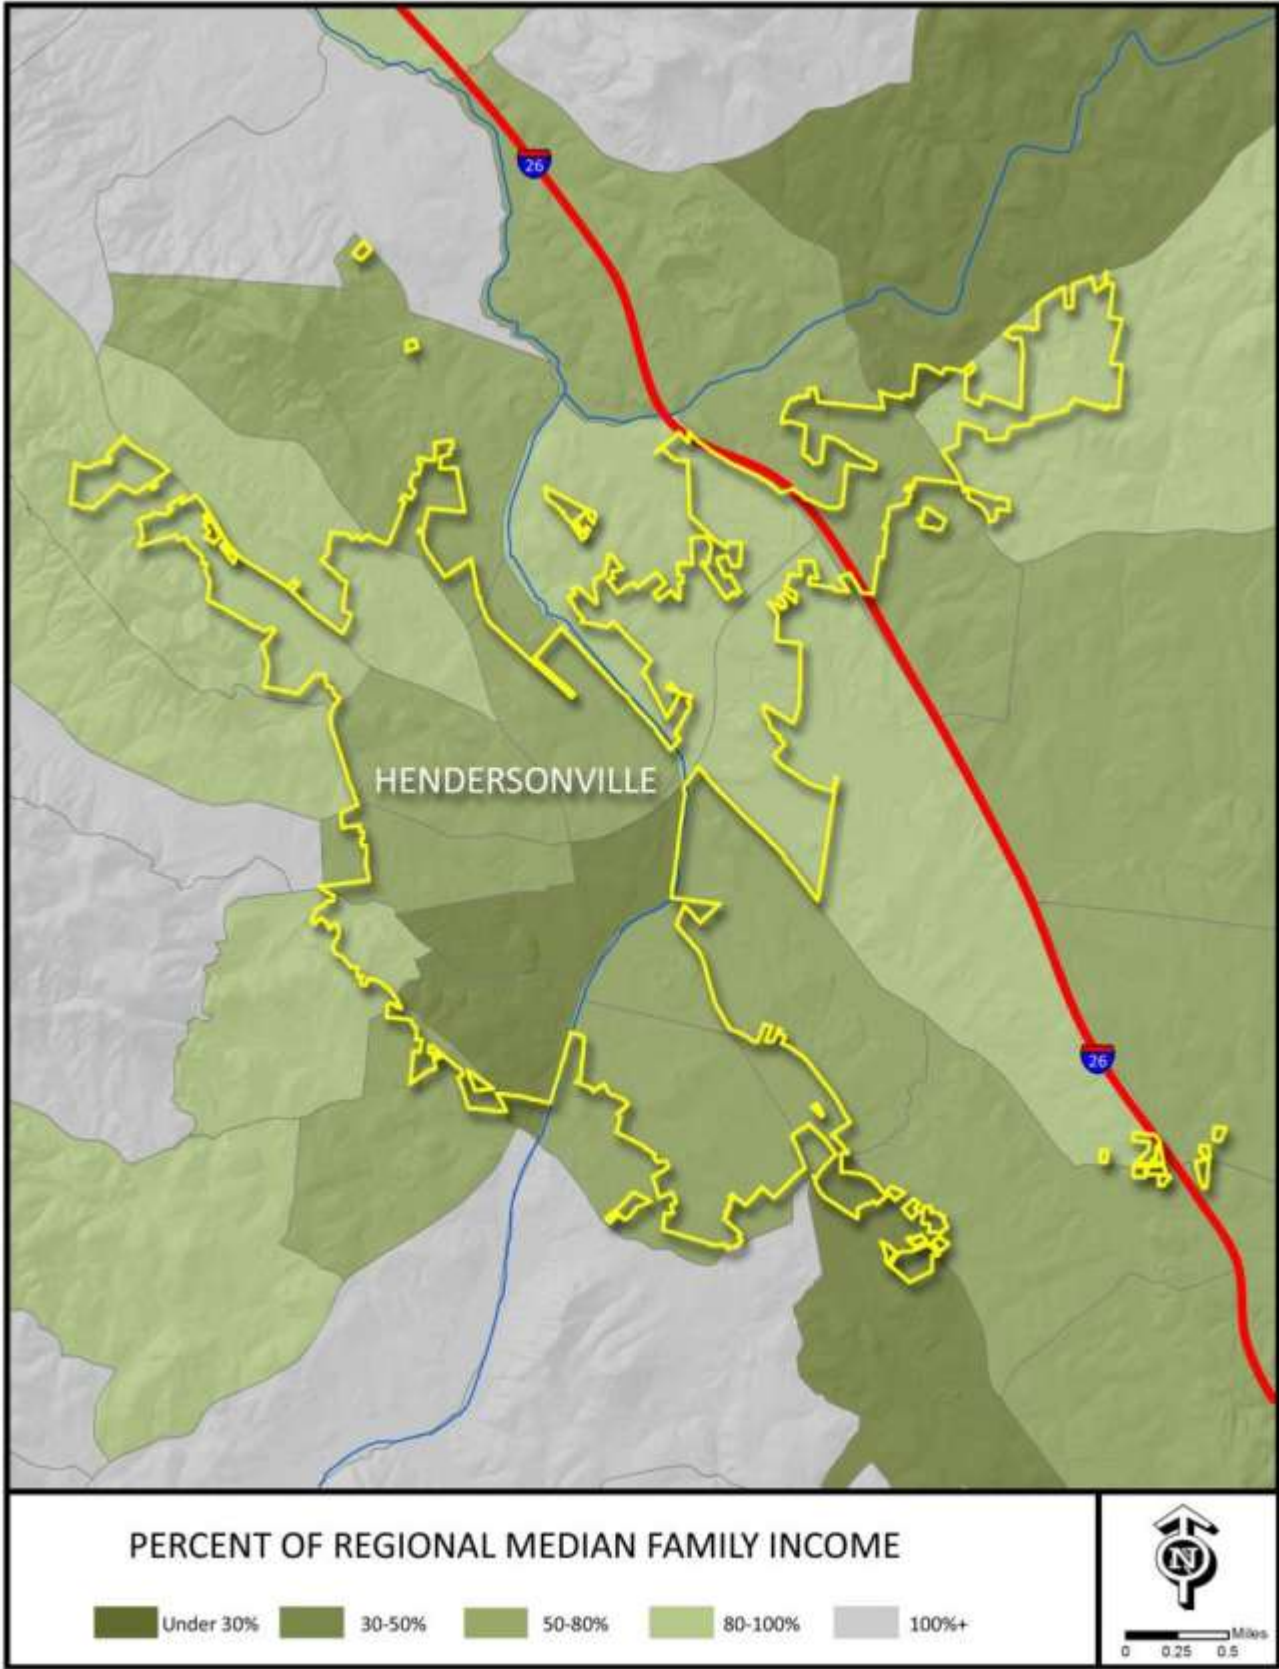 26
HENDERSONVILLE
26
PERCENT OF REGIONAL MEDIAN FAMILY INCOME
Under 30% 30-50% 50-80% 80-100% 100%+
N
Miles
0 0.25 0.5